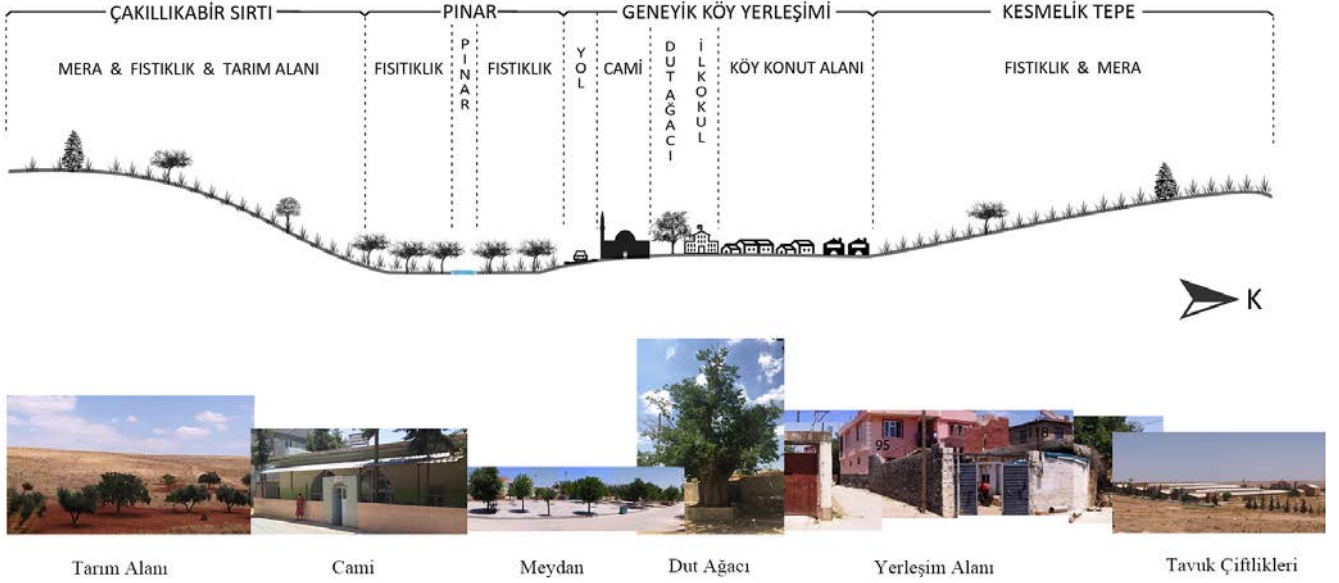 ÇAKILLIKABİR SIRTI
PINAR
GENEYİK KÖY YERLEŞİMİ
KESMELİK TEPE
MERA & FISTIKLIK & TARIM ALANI
FISITIKLIK
PINAR
FISTIKLIK
YOL
CAMİ
DUT AĞACI
İLKOKUL
KÖY KONUT ALANI
FISTIKLIK & MERA
K
95
18
Tarım Alanı
Cami
Meydan
Dut Ağacı
Yerleşim Alanı
Tavuk Çiftlikleri